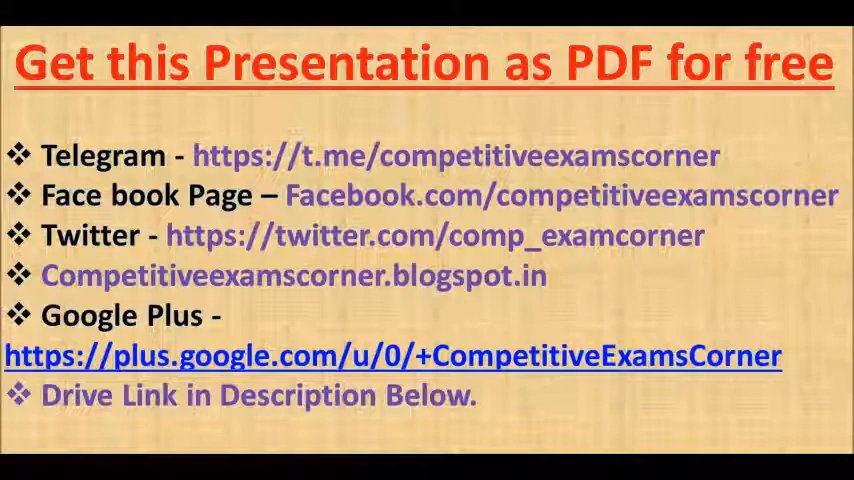 Get this Presentation as PDF for free
❖ Telegram - https://t.me/competitiveexamscorner
❖ Face book Page – Facebook.com/competitiveexamscorner
❖ Twitter - https://twitter.com/comp_examcorner
❖ Competitiveexamscorner.blogspot.in
❖ Google Plus -
https://plus.google.com/u/0/+CompetitiveExamsCorner
❖ Drive Link in Description Below.